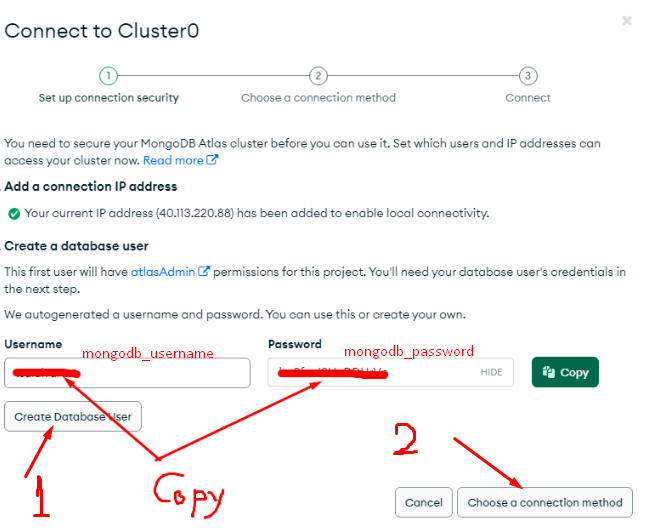 Connect to Cluster0
1 2 3
Set up connection security Choose a connection method Connect
You need to secure your MongoDB Atlas cluster before you can use it. Set which users and IP addresses can
access your cluster now. Read more
Add a connection IP address
Your current IP address (40.113.220.88) has been added to enable local connectivity.
Create a database user
This first user will have atlasAdmin permissions for this project. You'll need your database user's credentials in
the next step.
We autogenerated a username and password. You can use this or create your own.
Username mongodb_username Password mongodb_password
HIDE Copy
Create Database User
1 Copy 2
Cancel Choose a connection method